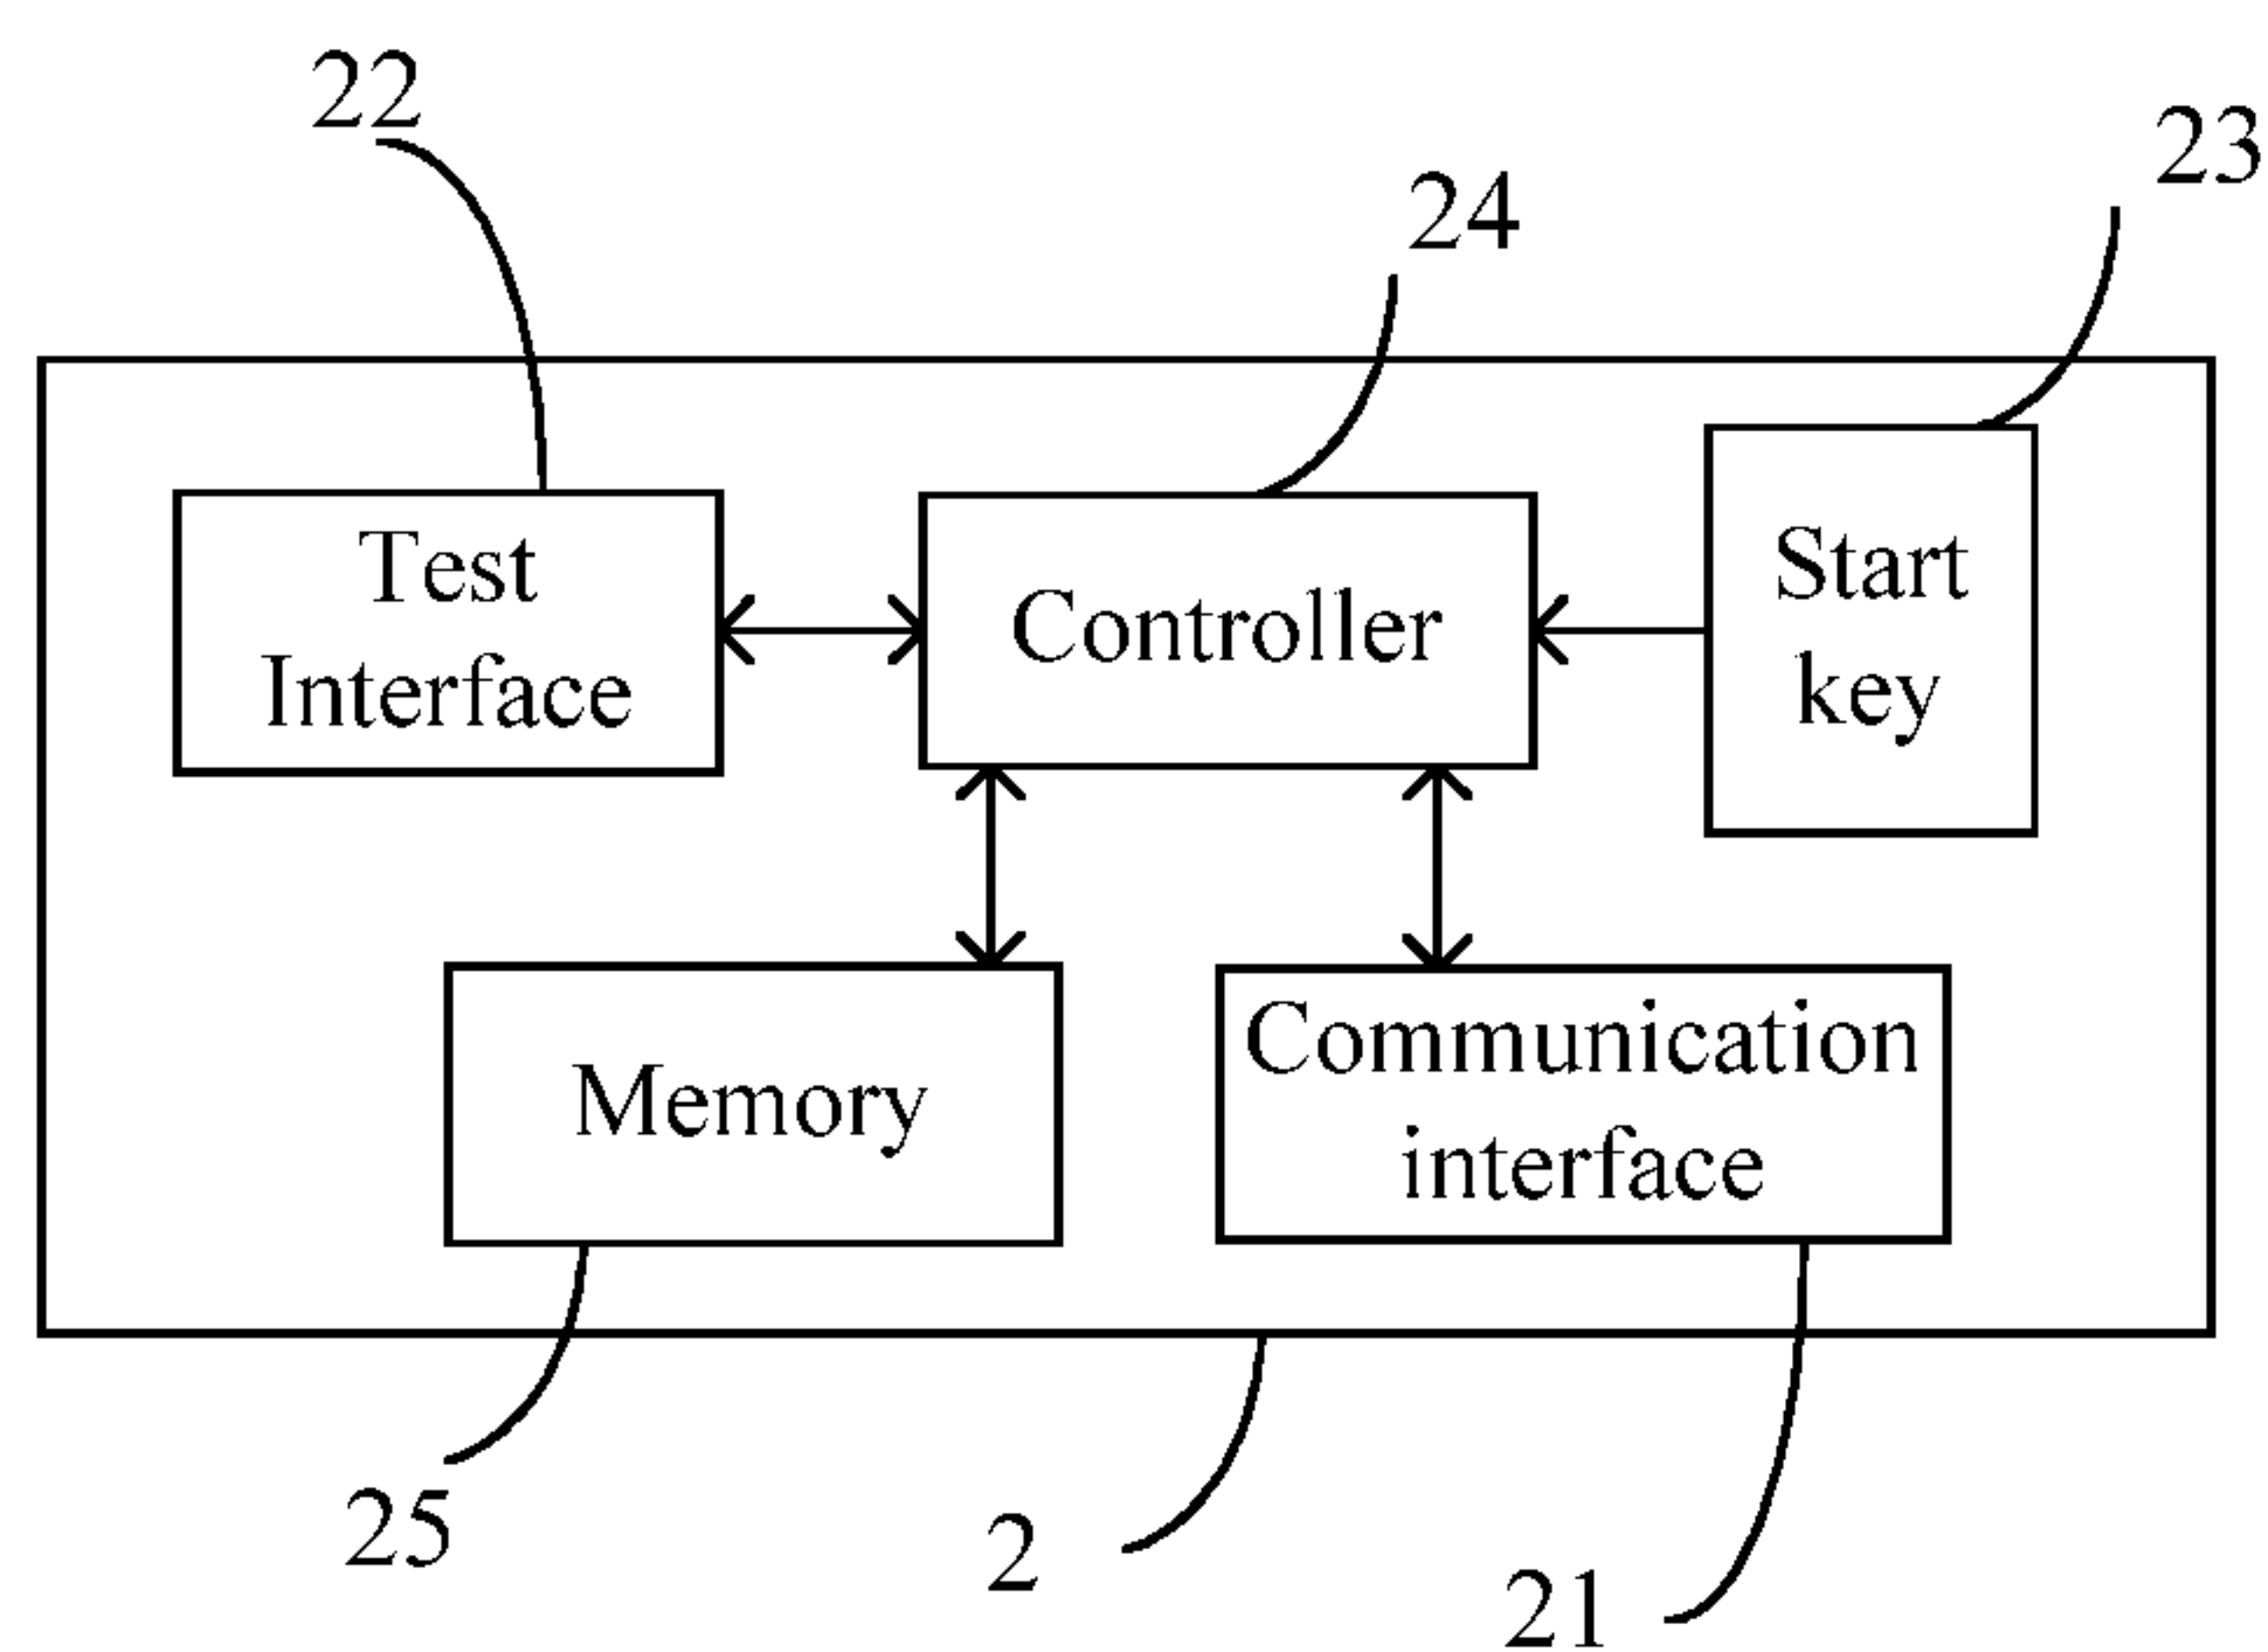 22
23
24
Test
Interface
Controller
Start
key
Memory
Communication
interface
25
2
21